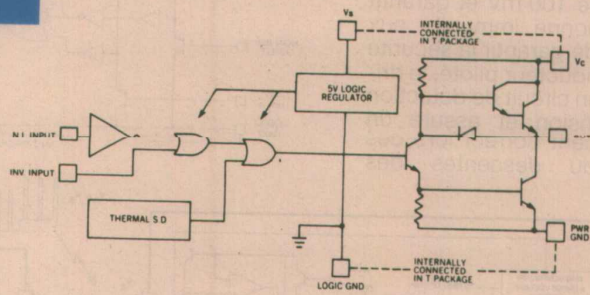 Vs
INTERNALLY
CONNECTED
IN T PACKAGE
Vc
5V LOGIC
REGULATOR
N.I. INPUT
INV. INPUT
THERMAL S.D
PWR
GND
INTERNALLY
CONNECTED
IN T PACKAGE
LOGIC GND